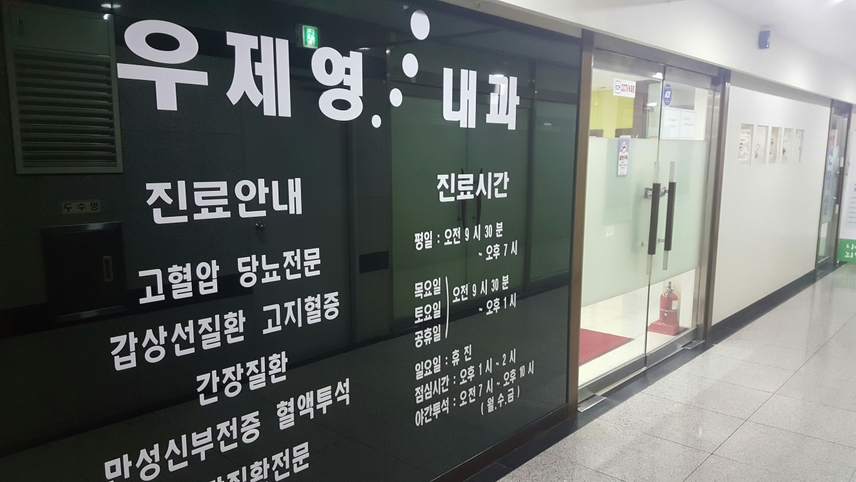 우제영 내과
진료안내
고혈압 당뇨전문
갑상선질환 고지혈증
간장질환
만성신부전증 혈액투석
질환전문
진료시간
평일 : 오전 9 시 30 분
~ 오후 7 시
목요일
토요일
공휴일
오전 9 시 30 분
~ 오후 1 시
일요일 : 휴 진
점심시간 : 오후 1 시 ~ 2 시
야간투석 : 오전 7 시 ~ 오후 10 시
( 월.수.금 )